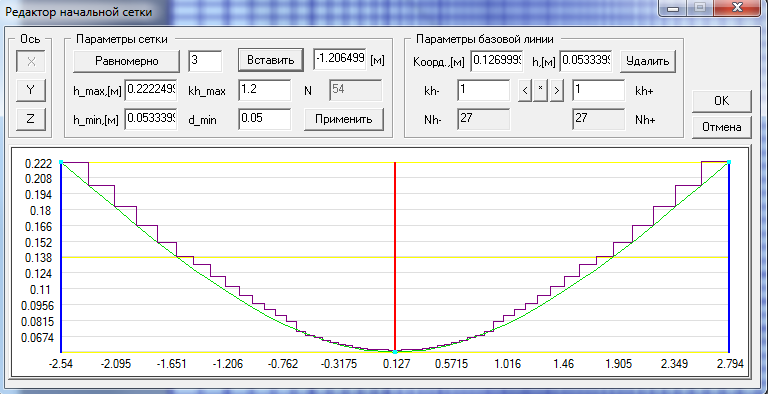 Редактор начальной сетки
Ось
X
Y
Z
Параметры сетки
Равномерно 3 Вставить -1.206499 [м]
h_max,[м] 0.2222499 kh_max 1.2 N 54
h_min,[м] 0.0533399 d_min 0.05 Применить
Параметры базовой линии
Коорд.,[м] 0.1269999 h,[м] 0.0533399 Удалить
kh- 1 < * > 1 kh+
Nh- 27 27 Nh+
OK
Отмена
0.222
0.208
0.194
0.18
0.166
0.152
0.138
0.124
0.11
0.0956
0.0815
0.0674
-2.54 -2.095 -1.651 -1.206 -0.762 -0.3175 0.127 0.5715 1.016 1.46 1.905 2.349 2.794